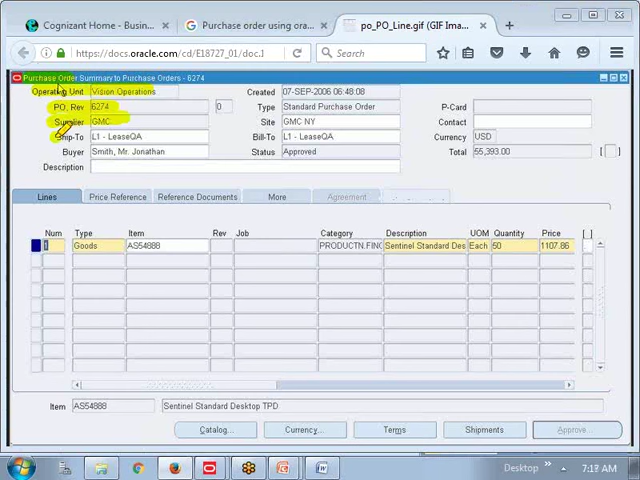 Cognizant Home - Busin...
Purchase order using ora...
po_PO_Line.gif (GIF Ima...
https://docs.oracle.com/cd/E18727_01/doc.1
Search
Purchase Order Summary to Purchase Orders - 6274
Operating Unit Vision Operations Created 07-SEP-2006 06:48:08
PO, Rev 6274 0 Type Standard Purchase Order P-Card
Supplier GMC Site GMC NY Contact
Ship-To L1 - LeaseQA Bill-To L1 - LeaseQA Currency USD
Buyer Smith, Mr. Jonathan Status Approved Total 55,393.00 [ ]
Description
Lines Price Reference Reference Documents More Agreement
Num Type Item Rev Job Category Description UOM Quantity Price [ ]
1 Goods AS54888 PRODUCTN.FINC Sentinel Standard Des Each 50 1107.86
Item AS54888 Sentinel Standard Desktop TPD
Catalog... Currency... Terms Shipments Approve...
Desktop